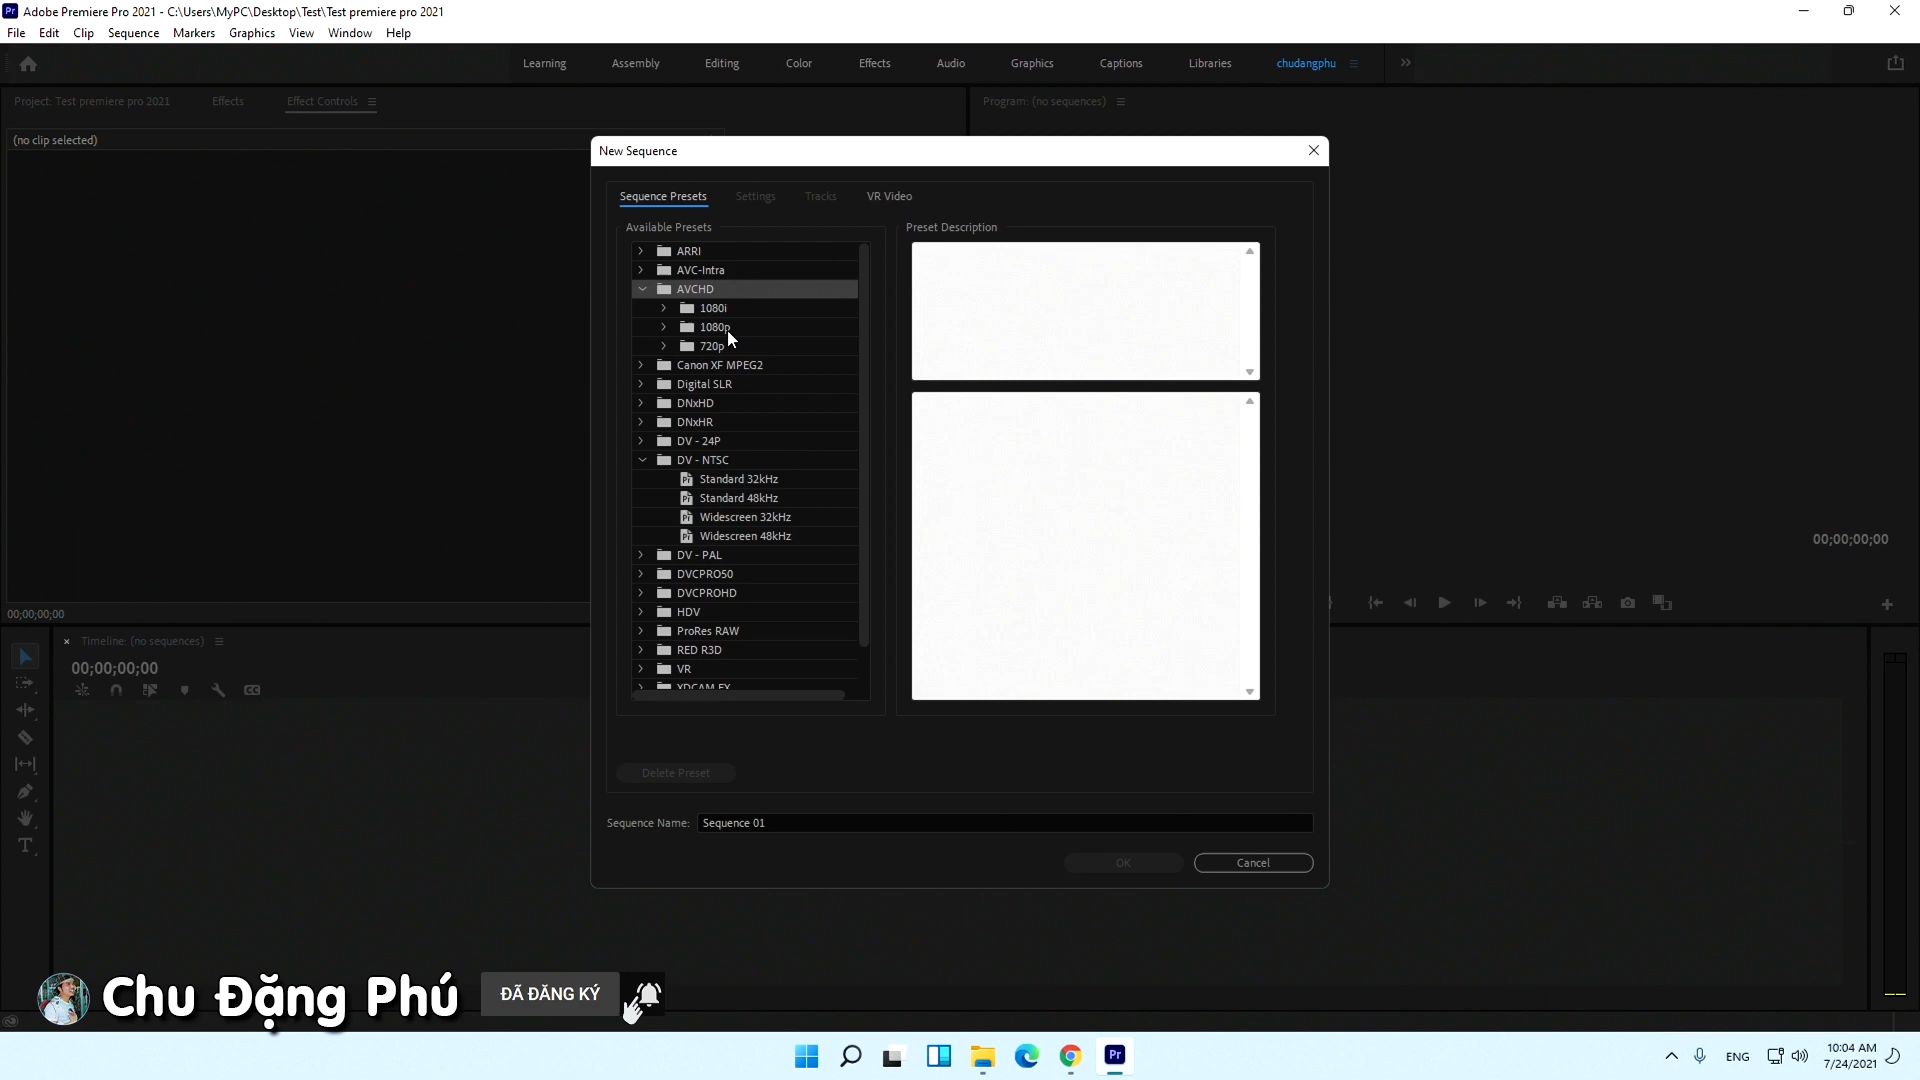 Adobe Premiere Pro 2021 - C:\Users\MyPC\Desktop\Test\Test premiere pro 2021
File Edit Clip Sequence Markers Graphics View Window Help
Learning Assembly Editing Color Effects Audio Graphics Captions Libraries chudangphu
Project: Test premiere pro 2021 Effects Effect Controls
Program: (no sequences)
(no clip selected)
New Sequence
Sequence Presets Settings Tracks VR Video
Available Presets
Preset Description
ARRI
AVC-Intra
AVCHD
1080i
1080p
720p
Canon XF MPEG2
Digital SLR
DNxHD
DNxHR
DV - 24P
DV - NTSC
Standard 32kHz
Standard 48kHz
Widescreen 32kHz
Widescreen 48kHz
DV - PAL
DVCPRO50
DVCPROHD
HDV
ProRes RAW
RED R3D
VR
XDCAM EX
Delete Preset
Sequence Name: Sequence 01
OK Cancel
00;00;00;00
00;00;00;00
Timeline: (no sequences)
00;00;00;00
Chu Đặng Phú
ĐÃ ĐĂNG KÝ
ENG
10:04 AM
7/24/2021